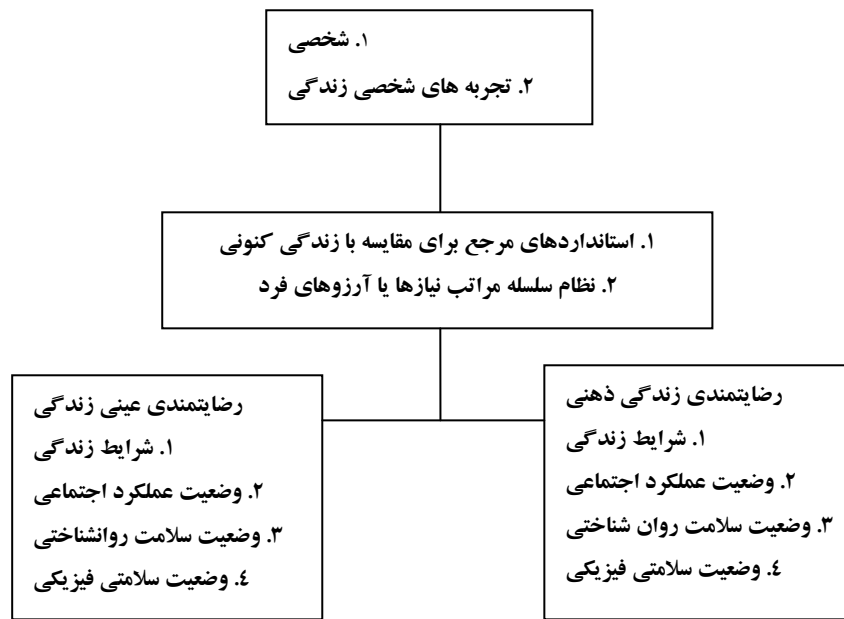 ۱. شخصی
۲. تجربه های شخصی زندگی
۱. استانداردهای مرجع برای مقایسه با زندگی کنونی
۲. نظام سلسله مراتب نیازها یا آرزوهای فرد
رضایتمندی زندگی ذهنی
۱. شرایط زندگی
۲. وضعیت عملکرد اجتماعی
۳. وضعیت سلامت روان شناختی
۴. وضعیت سلامتی فیزیکی
رضایتمندی عینی زندگی
۱. شرایط زندگی
۲. وضعیت عملکرد اجتماعی
۳. وضعیت سلامت روانشناختی
۴. وضعیت سلامتی فیزیکی